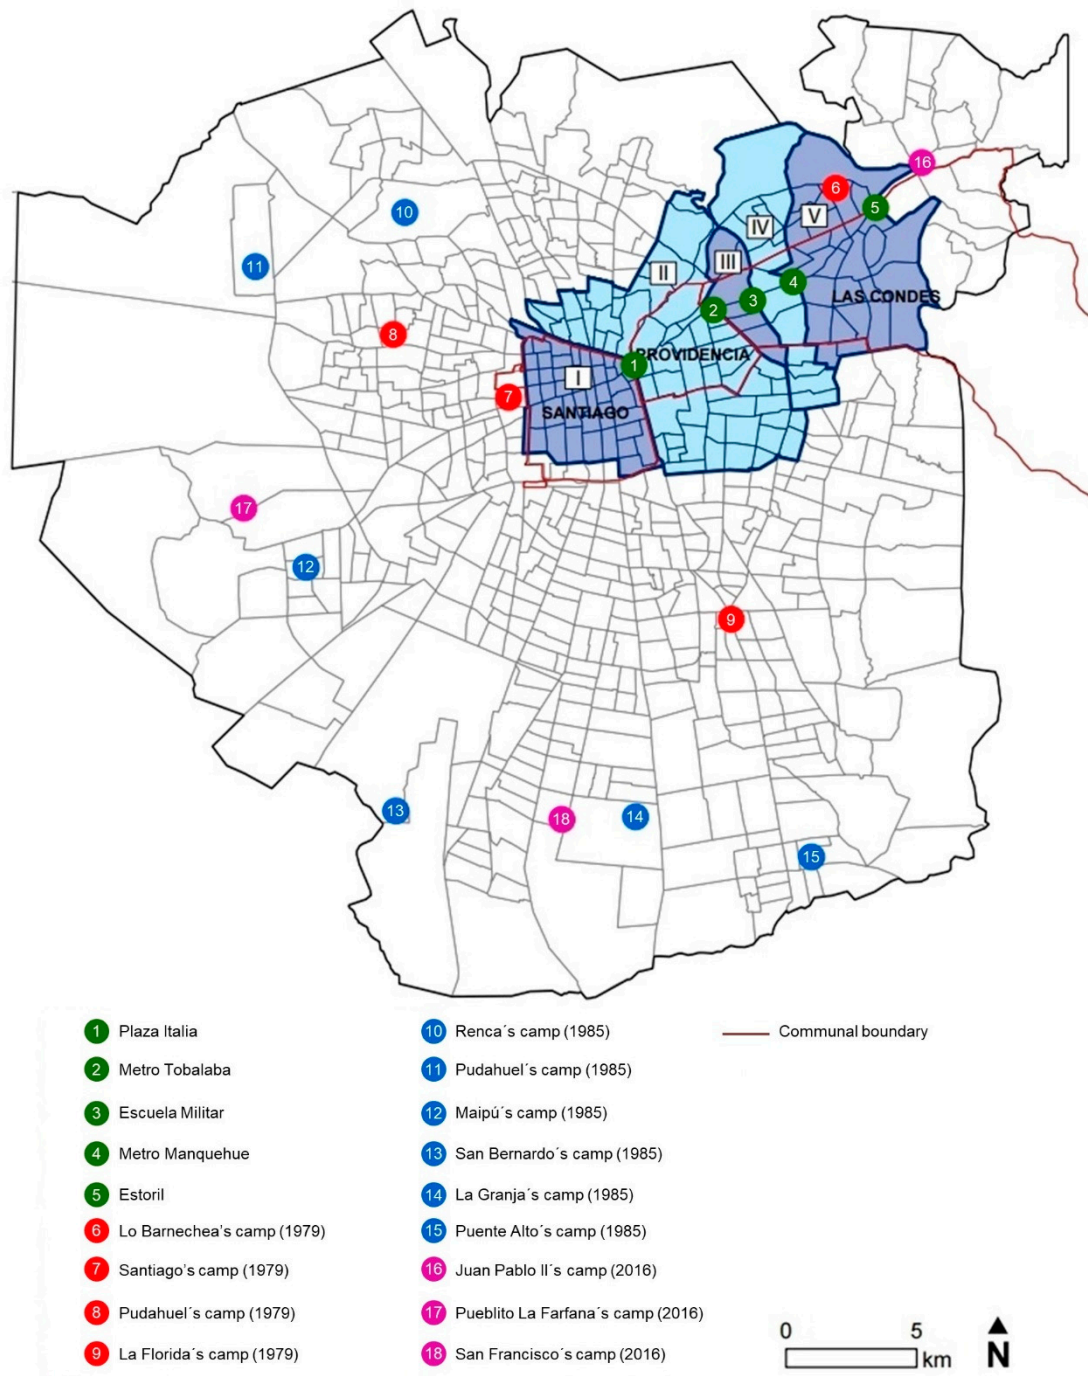 16
6
5
10
V
IV
III
11
II
4
LAS CONDES
3
2
8
PROVIDENCIA
1
I
7
SANTIAGO
17
12
9
13
18
14
15
1 Plaza Italia
2 Metro Tobalaba
3 Escuela Militar
4 Metro Manquehue
5 Estoril
6 Lo Barnechea's camp (1979)
7 Santiago's camp (1979)
8 Pudahuel´s camp (1979)
9 La Florida´s camp (1979)
10 Renca´s camp (1985)
11 Pudahuel´s camp (1985)
12 Maipú´s camp (1985)
13 San Bernardo´s camp (1985)
14 La Granja´s camp (1985)
15 Puente Alto´s camp (1985)
16 Juan Pablo II´s camp (2016)
17 Pueblito La Farfana´s camp (2016)
18 San Francisco´s camp (2016)
Communal boundary
0 5
km
N